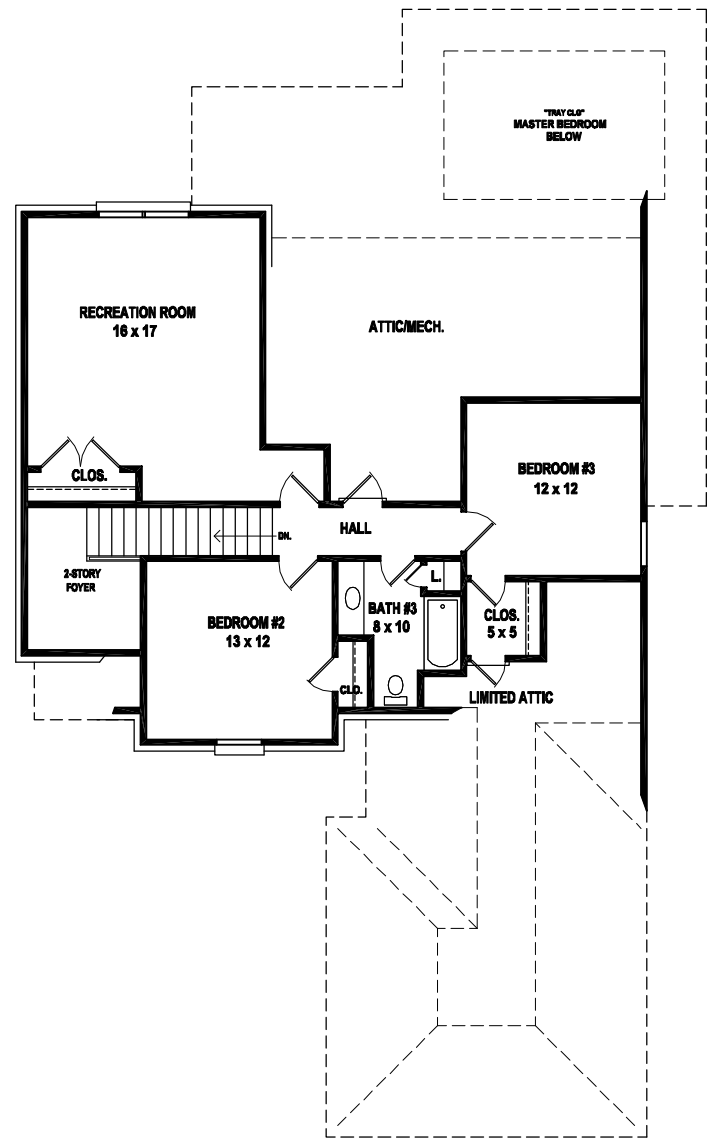 "TRAY CLG"
MASTER BEDROOM
BELOW
RECREATION ROOM
16 x 17
ATTIC/MECH.
CLOS.
BEDROOM #3
12 x 12
HALL
DN.
2-STORY
FOYER
L.
BEDROOM #2
13 x 12
BATH #3
8 x 10
CLOS.
5 x 5
CLO.
LIMITED ATTIC